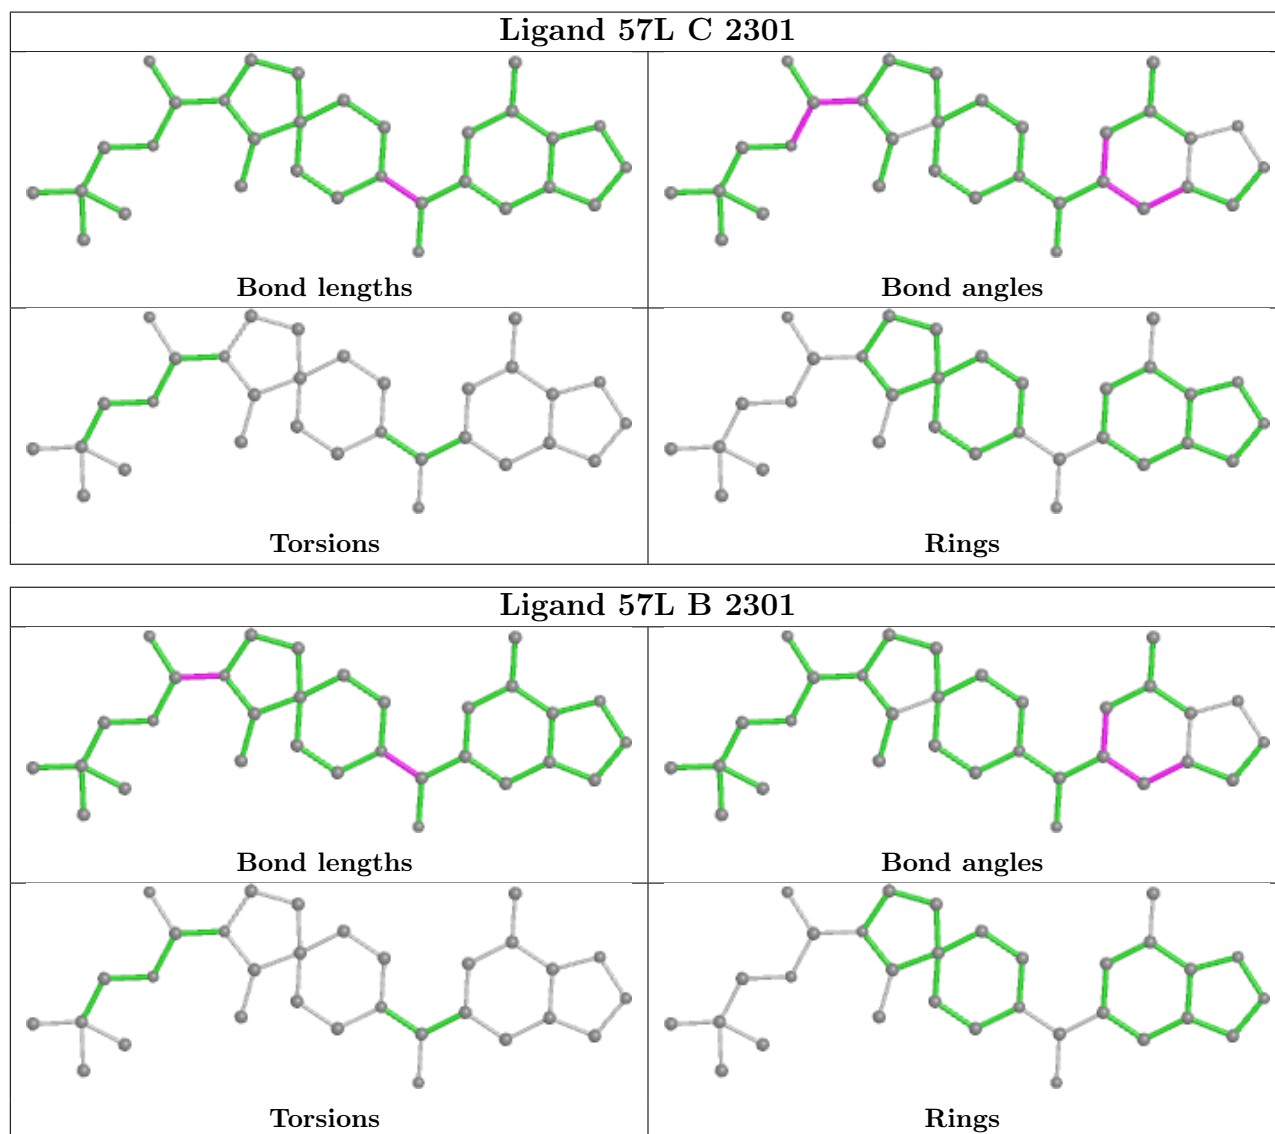 Ligand 57L C 2301
Bond lengths
Bond angles
Torsions
Rings
Ligand 57L B 2301
Bond lengths
Bond angles
Torsions
Rings